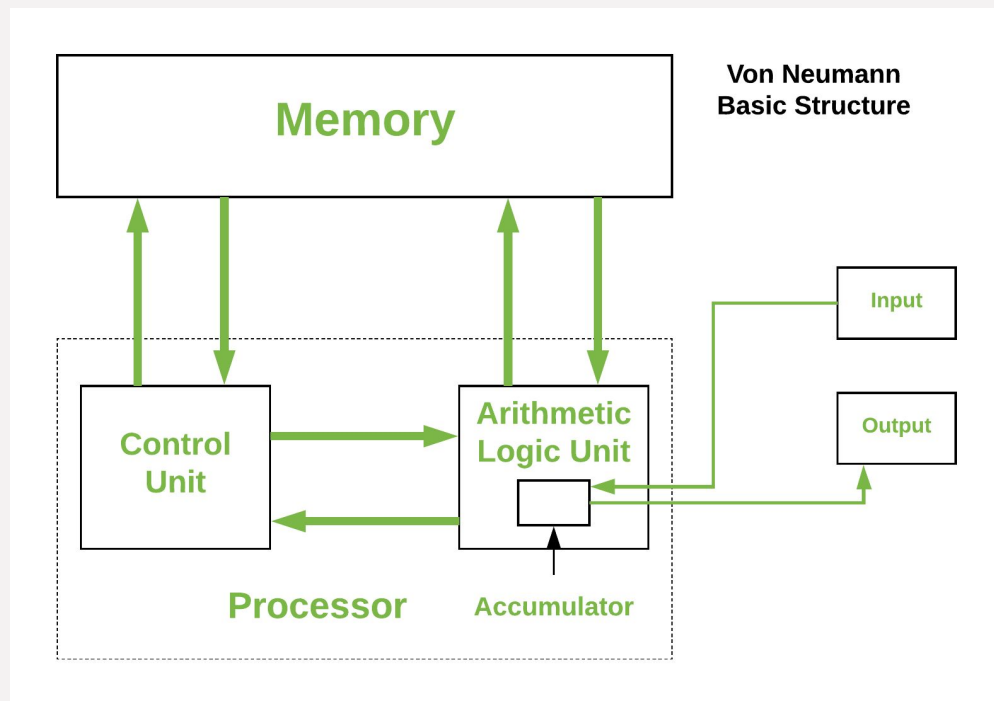 Von Neumann
Basic Structure
Memory
Input
Output
Control
Unit
Arithmetic
Logic Unit
Processor
Accumulator